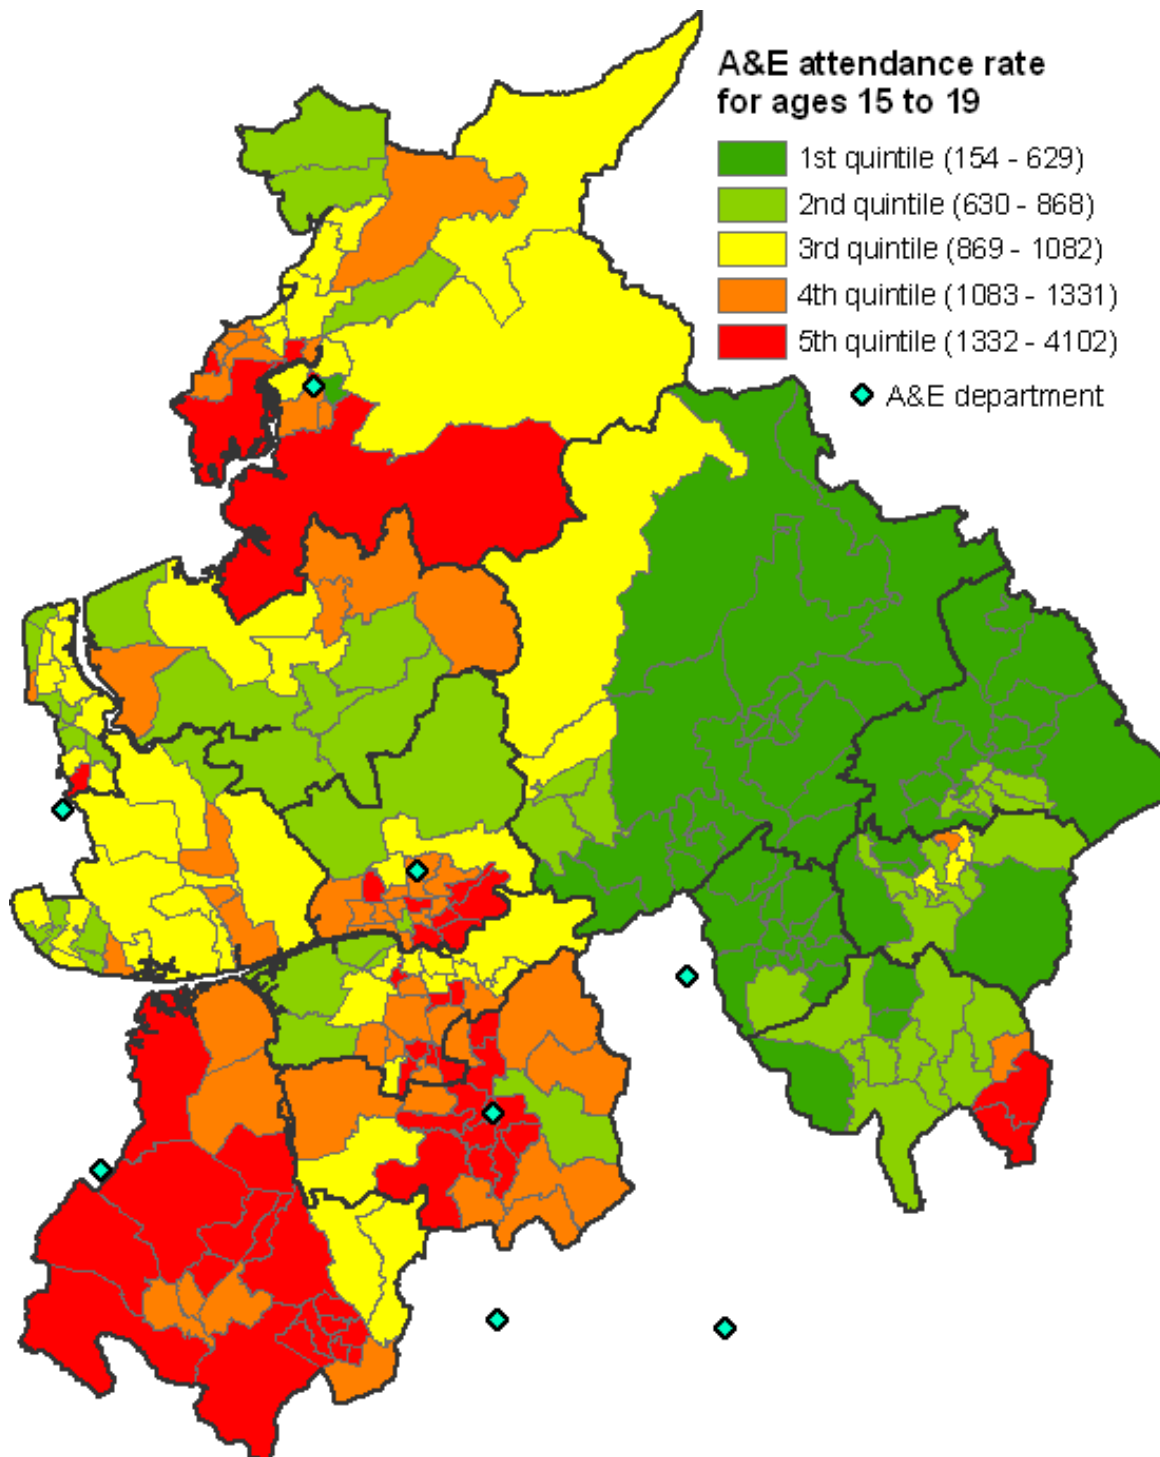 A&E attendance rate
for ages 15 to 19
1st quintile (154 - 629)
2nd quintile (630 - 868)
3rd quintile (869 - 1082)
4th quintile (1083 - 1331)
5th quintile (1332 - 4102)
A&E department